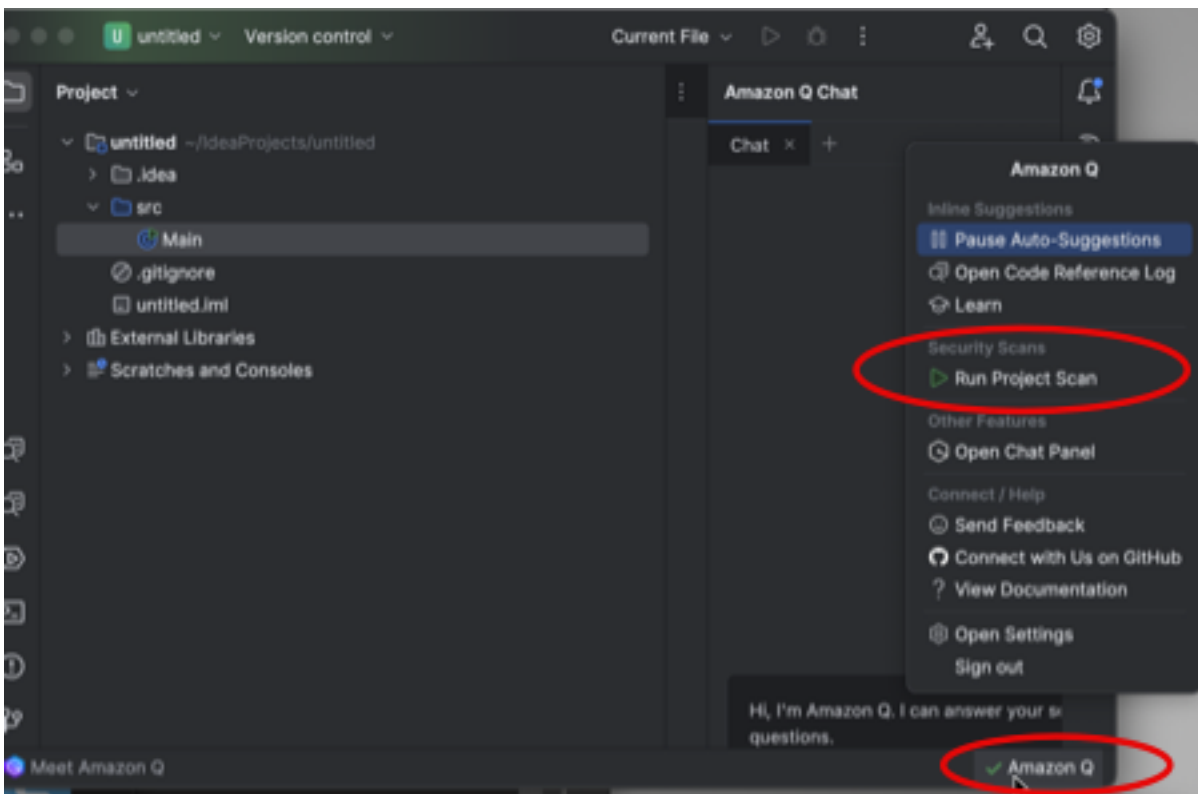 U untitled Version control Current File
Project
Amazon Q Chat
untitled ~/IdeaProjects/untitled
Chat × +
.idea
src
Main
.gitignore
untitled.iml
External Libraries
Scratches and Consoles
Amazon Q
Inline Suggestions
Pause Auto-Suggestions
Open Code Reference Log
Learn
Security Scans
Run Project Scan
Other Features
Open Chat Panel
Connect / Help
Send Feedback
Connect with Us on GitHub
? View Documentation
Open Settings
Sign out
Hi, I'm Amazon Q. I can answer your
questions.
Meet Amazon Q
Amazon Q